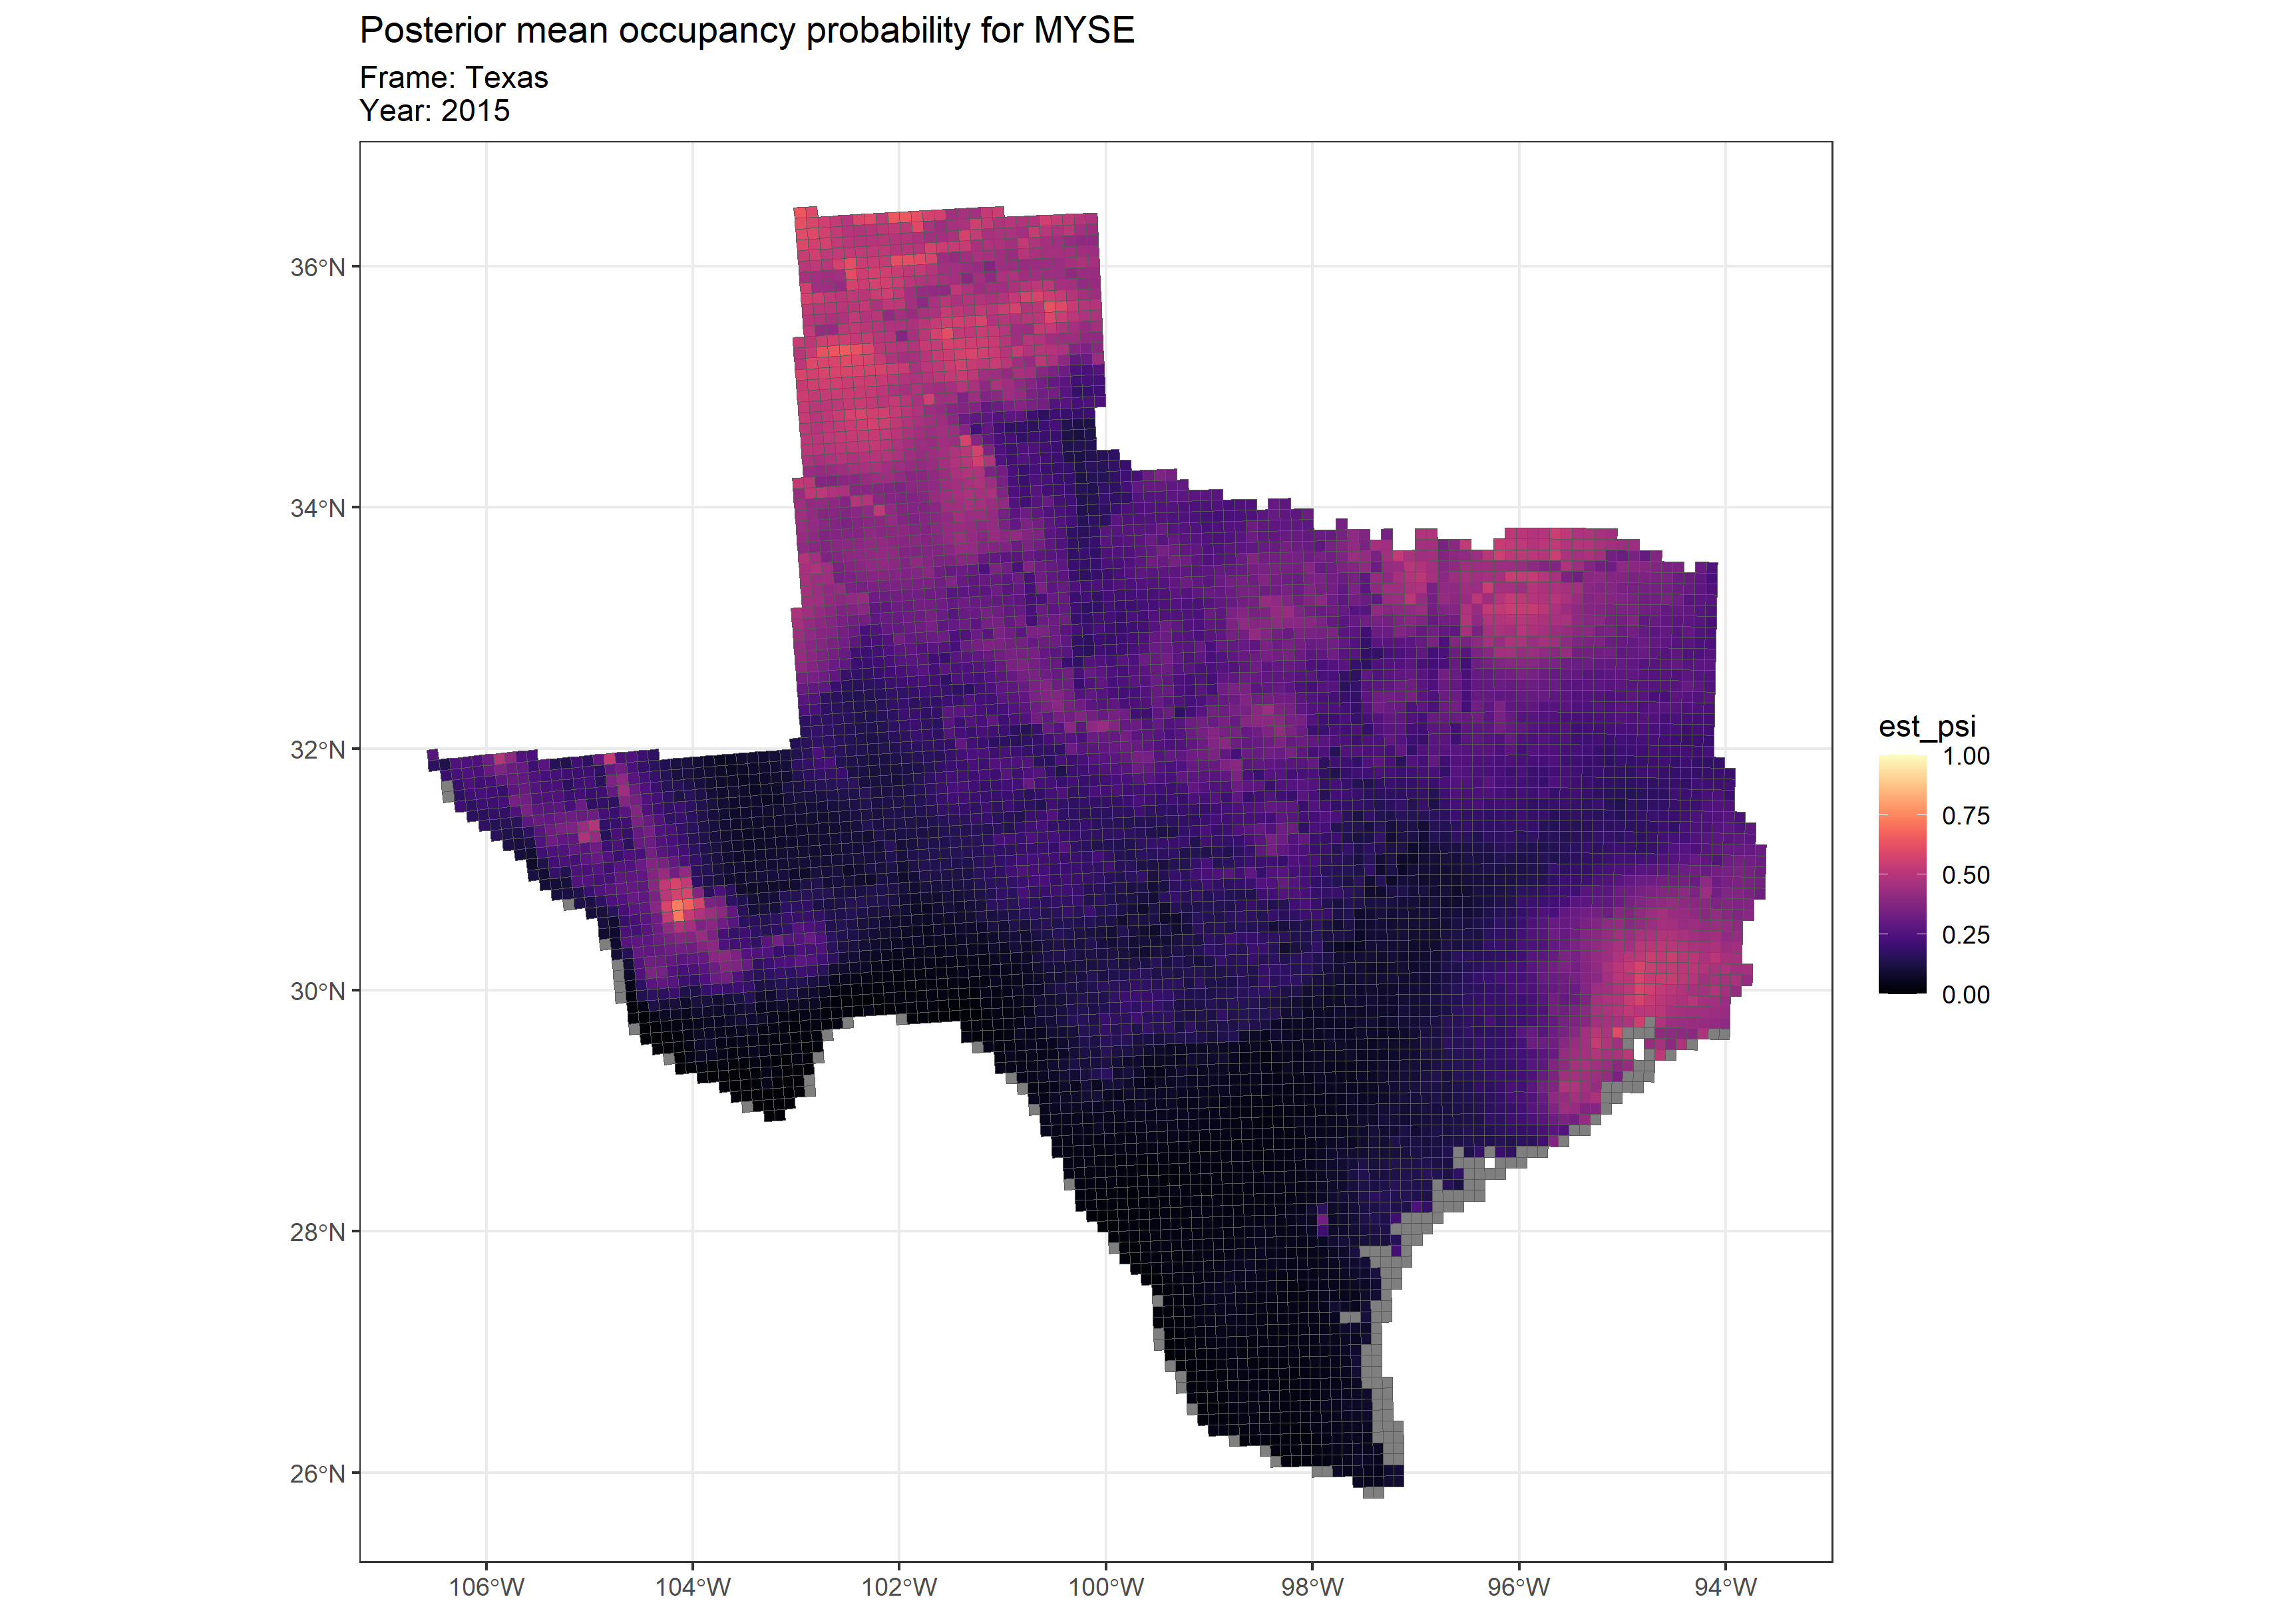 Posterior mean occupancy probability for MYSE
Frame: Texas
Year: 2015
36°N
34°N
32°N
30°N
28°N
26°N
106°W
104°W
102°W
100°W
98°W
96°W
94°W
est_psi
1.00
0.75
0.50
0.25
0.00